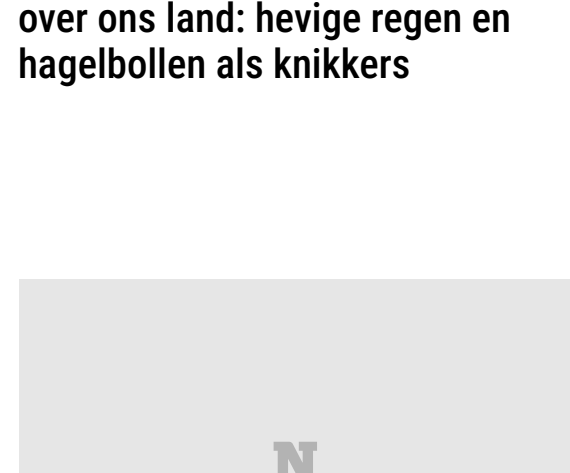 over ons land: hevige regen en
hagelbollen als knikkers
N